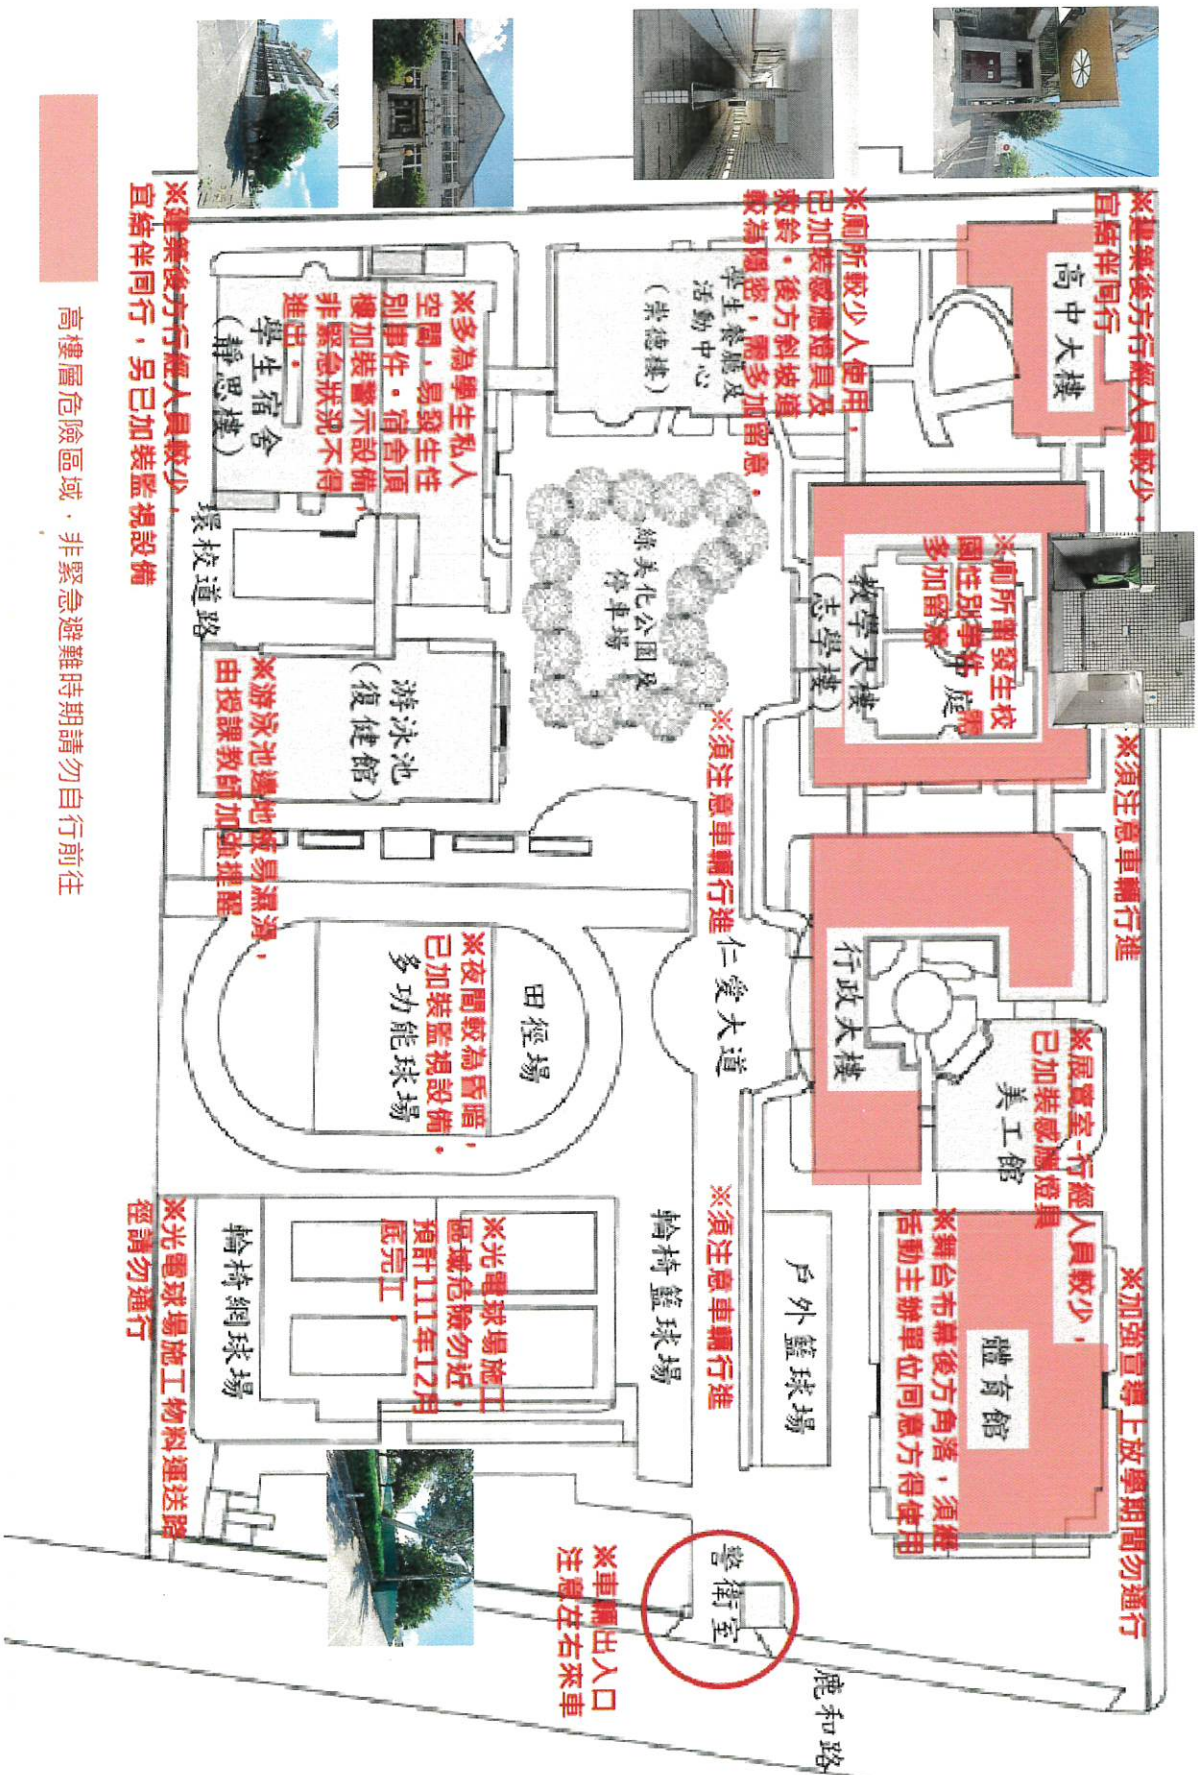 ※建築後方行經人員較少，
宜結伴同行
高中大樓
※廁所較少人使用，
已加裝感應燈具及
救鈴。後方斜坡道
較為隱密，需多加留意。
學生餐廳及
活動中心
（崇德樓）
※多為學生私人
空間，易發生性
別事件。宿舍頂
樓加裝警示設備，
非緊急狀況不得
進出。
學生宿舍
（靜思樓）
※建築後方行經人員較少，
宜結伴同行，另已加裝監視設備
※廁所曾發生校
園性別事件，需
多加留意
中庭
教學大樓
（志學樓）
綠美化公園及
停車場
環校道路
游泳池
（復健館）
※游泳池邊地板易濕滑，
由授課教師加強提醒
※須注意車輛行進
※須注意車輛行進
行政大樓
仁愛大道
※展覽室-行經人員較少，
已加裝感應燈具
美工館
田徑場
※夜間較為昏暗，
已加裝監視設備。
多功能球場
※加強宣導上放學期間勿通行
※舞台布幕後方角落，須經
活動主辦單位同意方得使用
體育館
戶外籃球場
※須注意車輛行進
輪椅籃球場
※光電球場施工
區域危險勿近，
預計111年12月
底完工。
輪椅網球場
※光電球場施工物料運送路
徑請勿通行
警衛室
※車輛出入口
注意左右來車
鹿和路
高樓層危險區域，非緊急避難時期請勿自行前往